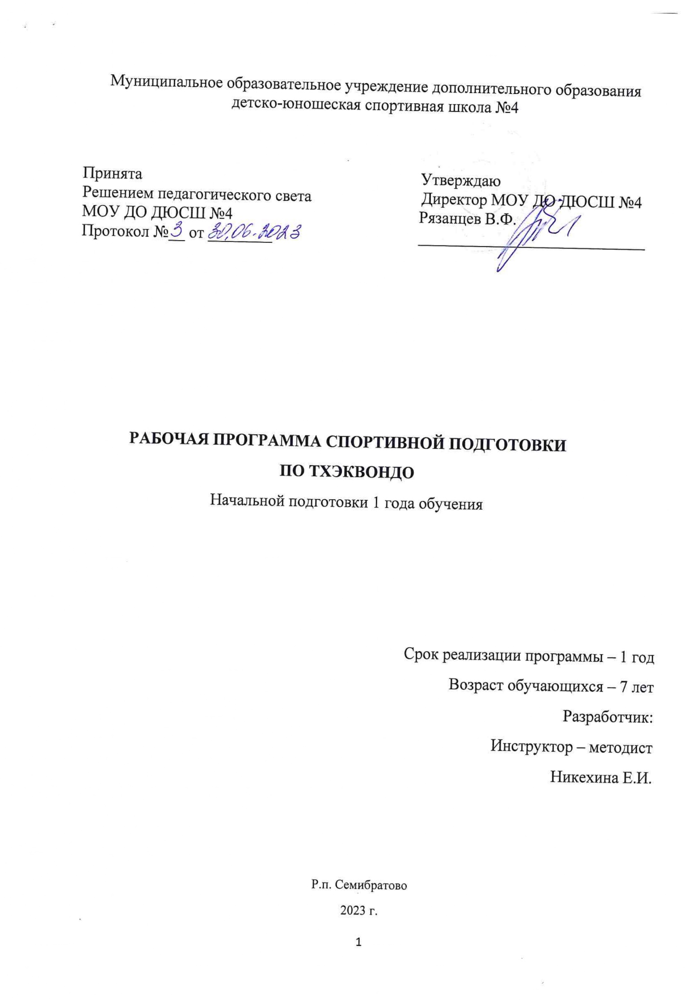 Муниципальное образовательное учреждение дополнительного образования
детско-юношеская спортивная школа №4
Принята
Решением педагогического света
МОУ ДО ДЮСШ №4
Протокол №3 от 30.06.2023
Утверждаю
Директор МОУ ДО ДЮСШ №4
Рязанцев В.Ф.
РАБОЧАЯ ПРОГРАММА СПОРТИВНОЙ ПОДГОТОВКИ
ПО ТХЭКВОНДО
Начальной подготовки 1 года обучения
Срок реализации программы – 1 год
Возраст обучающихся – 7 лет
Разработчик:
Инструктор – методист
Никехина Е.И.
Р.п. Семибратово
2023 г.
1